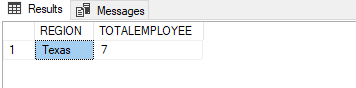 Results Messages
REGION TOTALEMPLOYEE
1 Texas 7